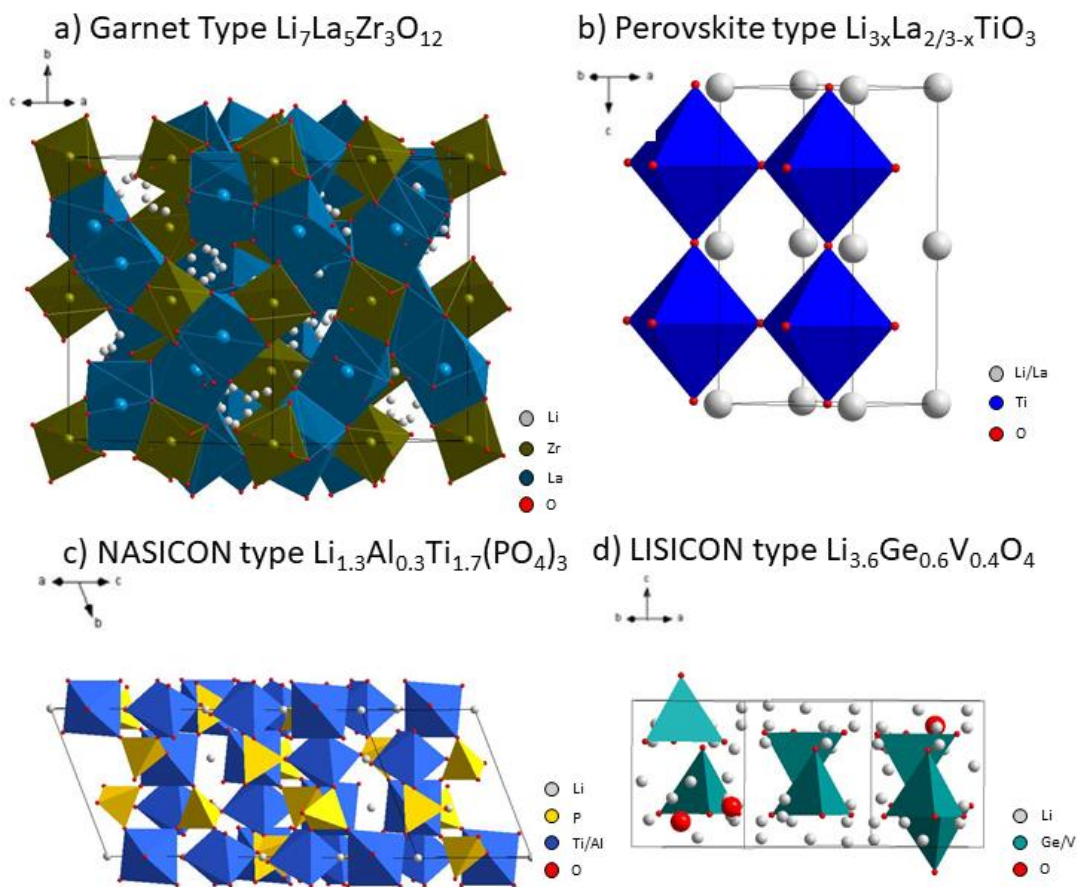 a) Garnet Type Li₇La₅Zr₃O₁₂
b
c a
Li
Zr
La
O
b) Perovskite type Li₃ₓLa₂/₃₋ₓTiO₃
b a
c
Li/La
Ti
O
c) NASICON type Li₁.₃Al₀.₃Ti₁.₇(PO₄)₃
a c
b
Li
P
Ti/Al
O
d) LISICON type Li₃.₆Ge₀.₆V₀.₄O₄
c
b a
Li
Ge/V
O